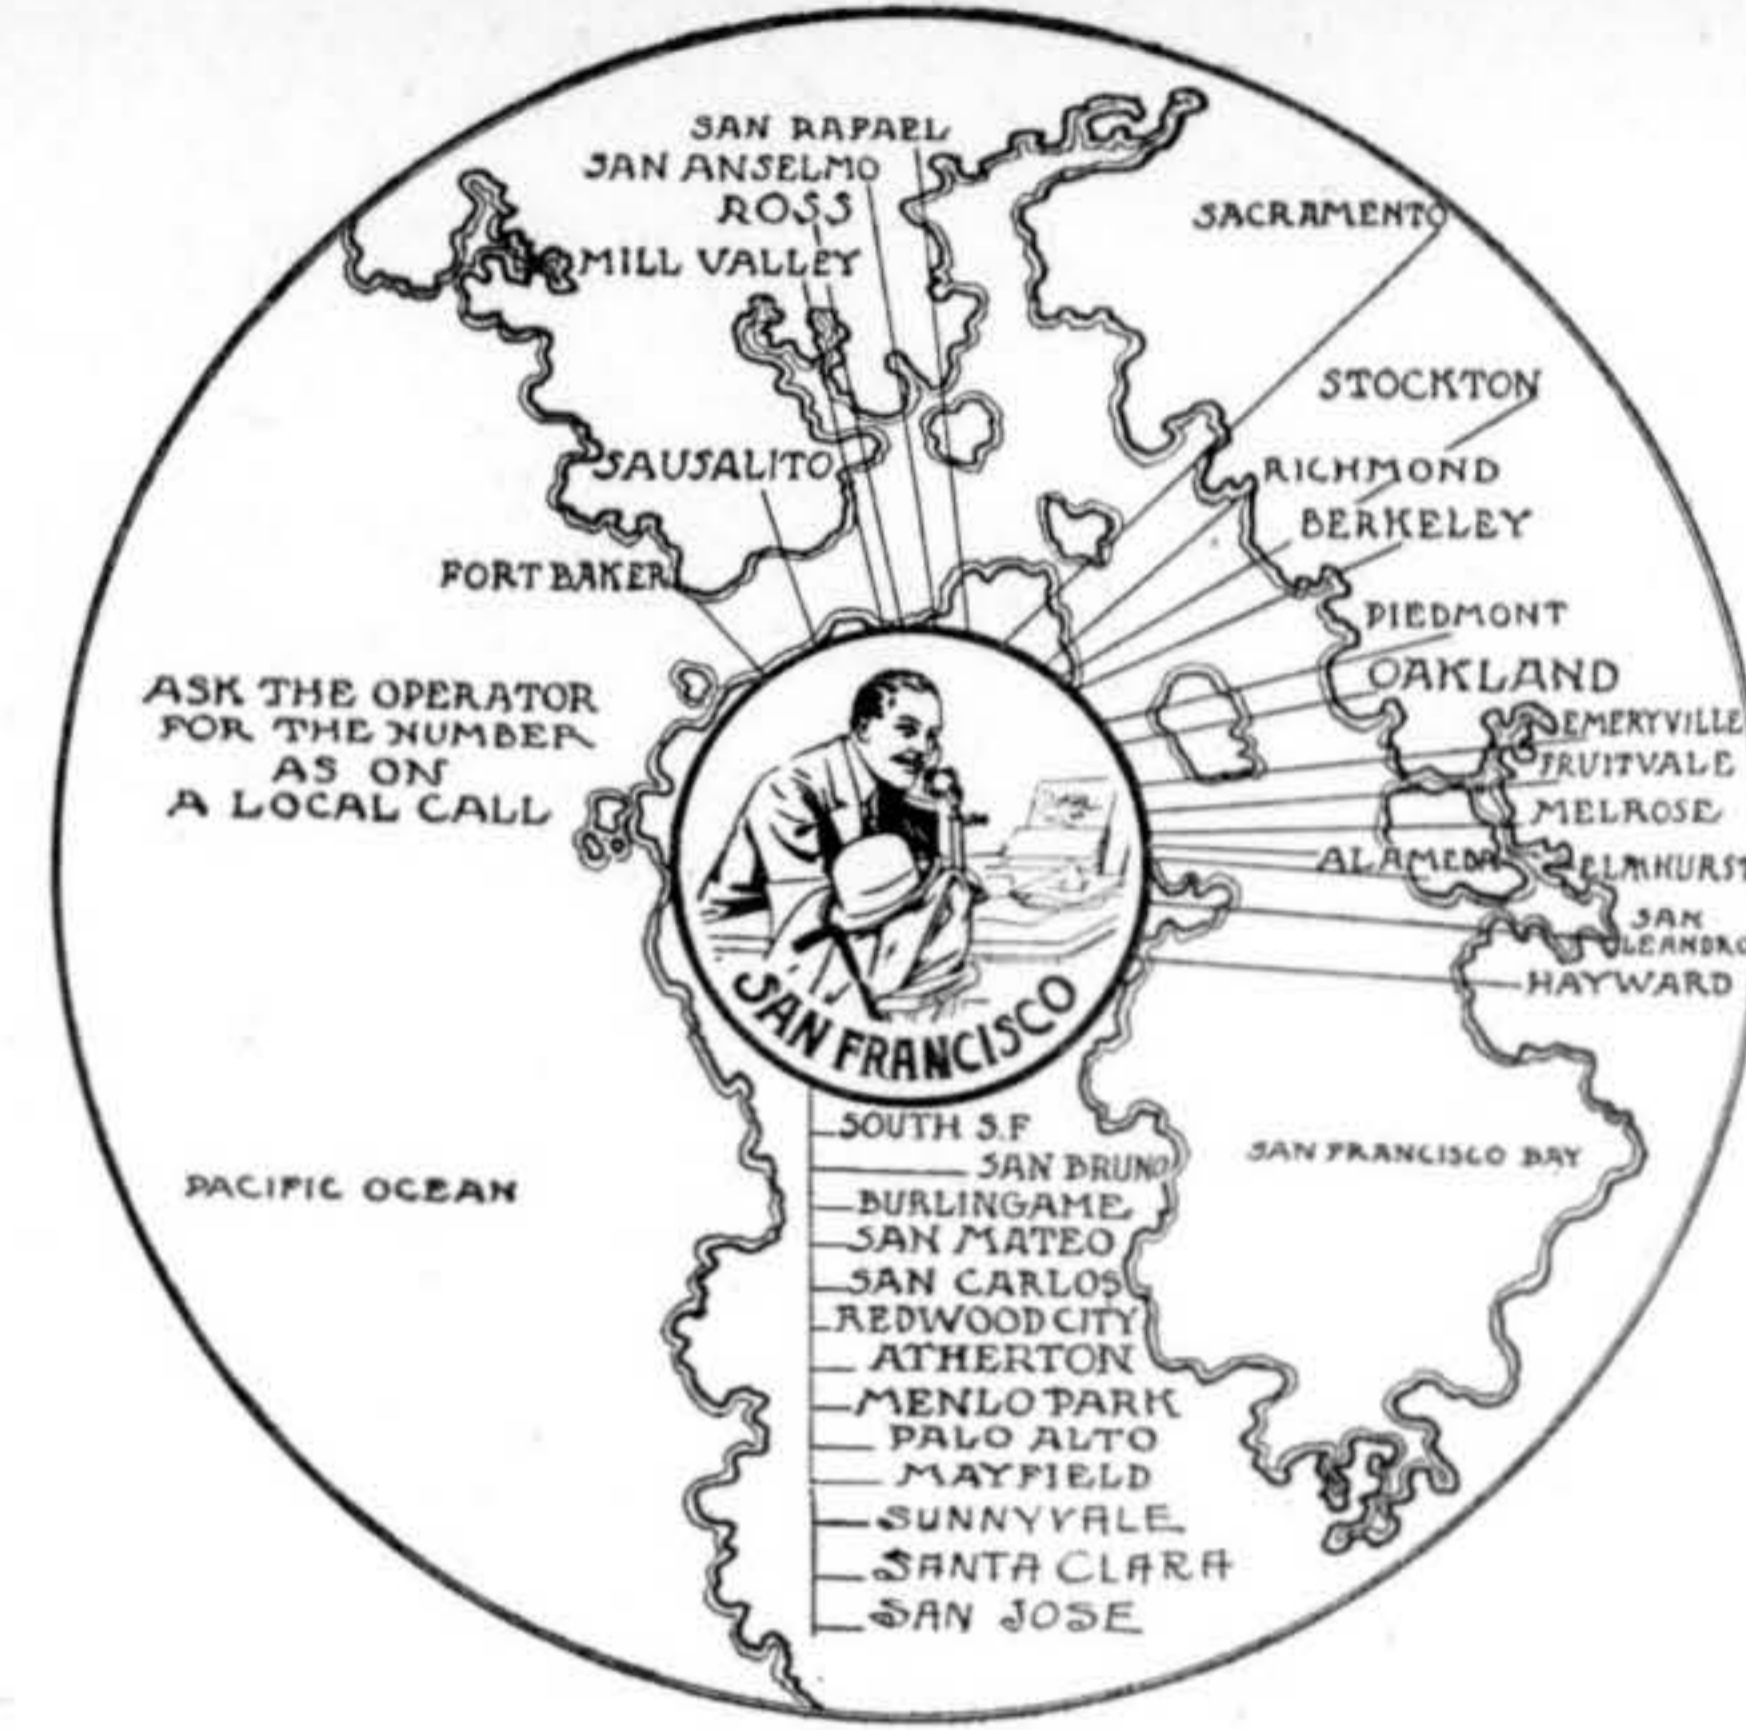 SAN RAFAEL
SAN ANSELMO
ROSS
MILL VALLEY
SACRAMENTO
STOCKTON
SAUSALITO
RICHMOND
BERKELEY
FORT BAKER
PIEDMONT
OAKLAND
EMERYVILLE
FRUITVALE
MELROSE
ALAMEDA
ELMHURST
SAN
LEANDRO
HAYWARD
ASK THE OPERATOR
FOR THE NUMBER
AS ON
A LOCAL CALL
SAN FRANCISCO
PACIFIC OCEAN
SAN FRANCISCO BAY
SOUTH S.F
SAN BRUNO
BURLINGAME
SAN MATEO
SAN CARLOS
REDWOOD CITY
ATHERTON
MENLO PARK
PALO ALTO
MAYFIELD
SUNNYVALE
SANTA CLARA
SAN JOSE